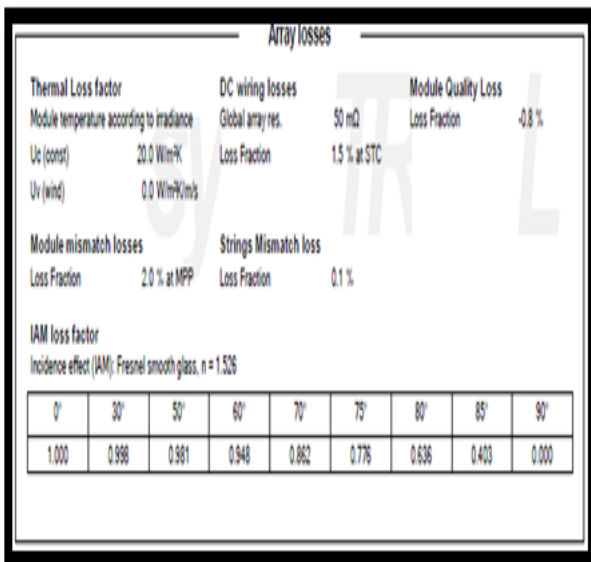 Array losses
Thermal Loss factor DC wiring losses Module Quality Loss
Module temperature according to irradiance Global array res. 50 mΩ Loss Fraction -0.8 %
Uc (const) 20.0 W/m²K Loss Fraction 1.5 % at STC
Uv (wind) 0.0 W/m²K/m/s
Module mismatch losses Strings Mismatch loss
Loss Fraction 2.0 % at MPP Loss Fraction 0.1 %
IAM loss factor
Incidence effect (IAM): Fresnel smooth glass, n = 1.526
0° 30° 50° 60° 70° 75° 80° 85° 90°
1.000 0.998 0.981 0.948 0.862 0.776 0.636 0.403 0.000